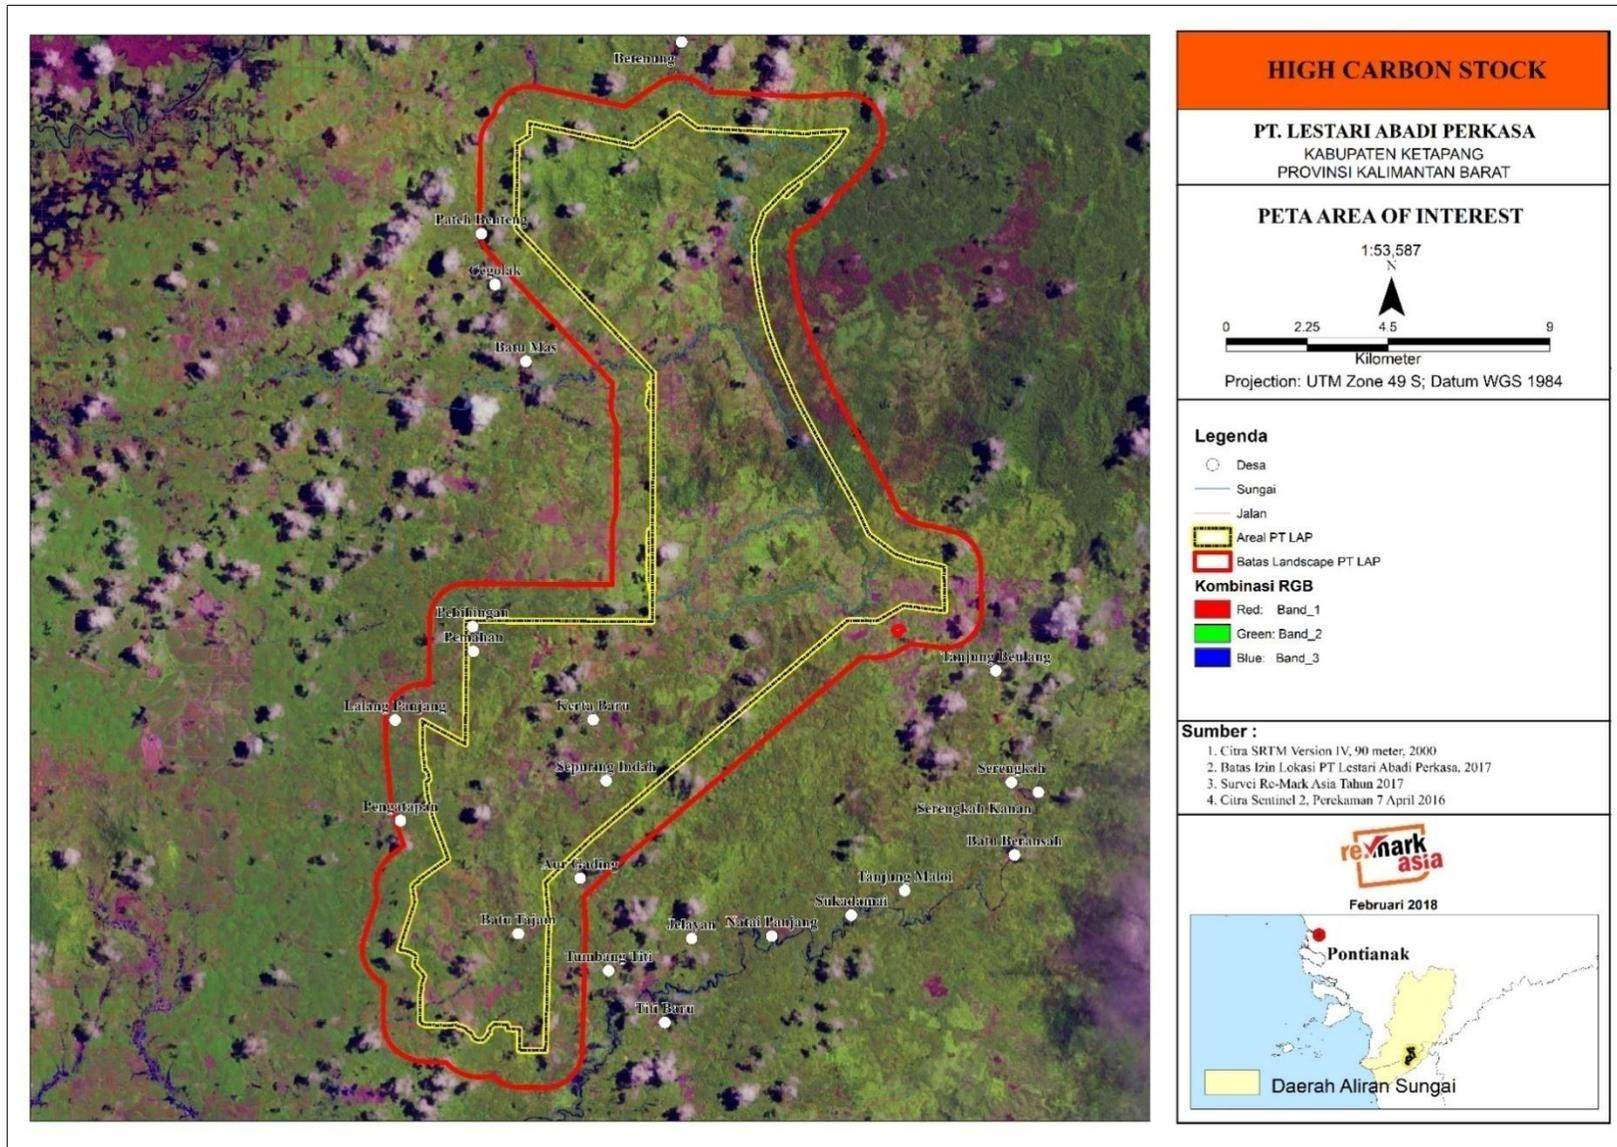 Betenung
Pateh Benteng
Cegolak
Batu Mas
Pebihingan
Pemahan
Tanjung Beulang
Lalang Panjang
Kerta Baru
Sepuring Indah
Serengkah
Serengkah Kanan
Pengatapan
Batu Beransah
Aur Gading
Tanjung Maloi
Sukadamai
Batu Tajam
Jelayan
Natai Panjang
Tumbang Titi
Titi Baru
HIGH CARBON STOCK
PT. LESTARI ABADI PERKASA
KABUPATEN KETAPANG
PROVINSI KALIMANTAN BARAT
PETA AREA OF INTEREST
1:53,587
N
0 2.25 4.5 9
Kilometer
Projection: UTM Zone 49 S; Datum WGS 1984
Legenda
Desa
Sungai
Jalan
Areal PT LAP
Batas Landscape PT LAP
Kombinasi RGB
Red: Band_1
Green: Band_2
Blue: Band_3
Sumber :
1. Citra SRTM Version IV, 90 meter, 2000
2. Batas Izin Lokasi PT Lestari Abadi Perkasa, 2017
3. Survei Re-Mark Asia Tahun 2017
4. Citra Sentinel 2, Perekaman 7 April 2016
re.mark
asia
Februari 2018
Pontianak
Daerah Aliran Sungai